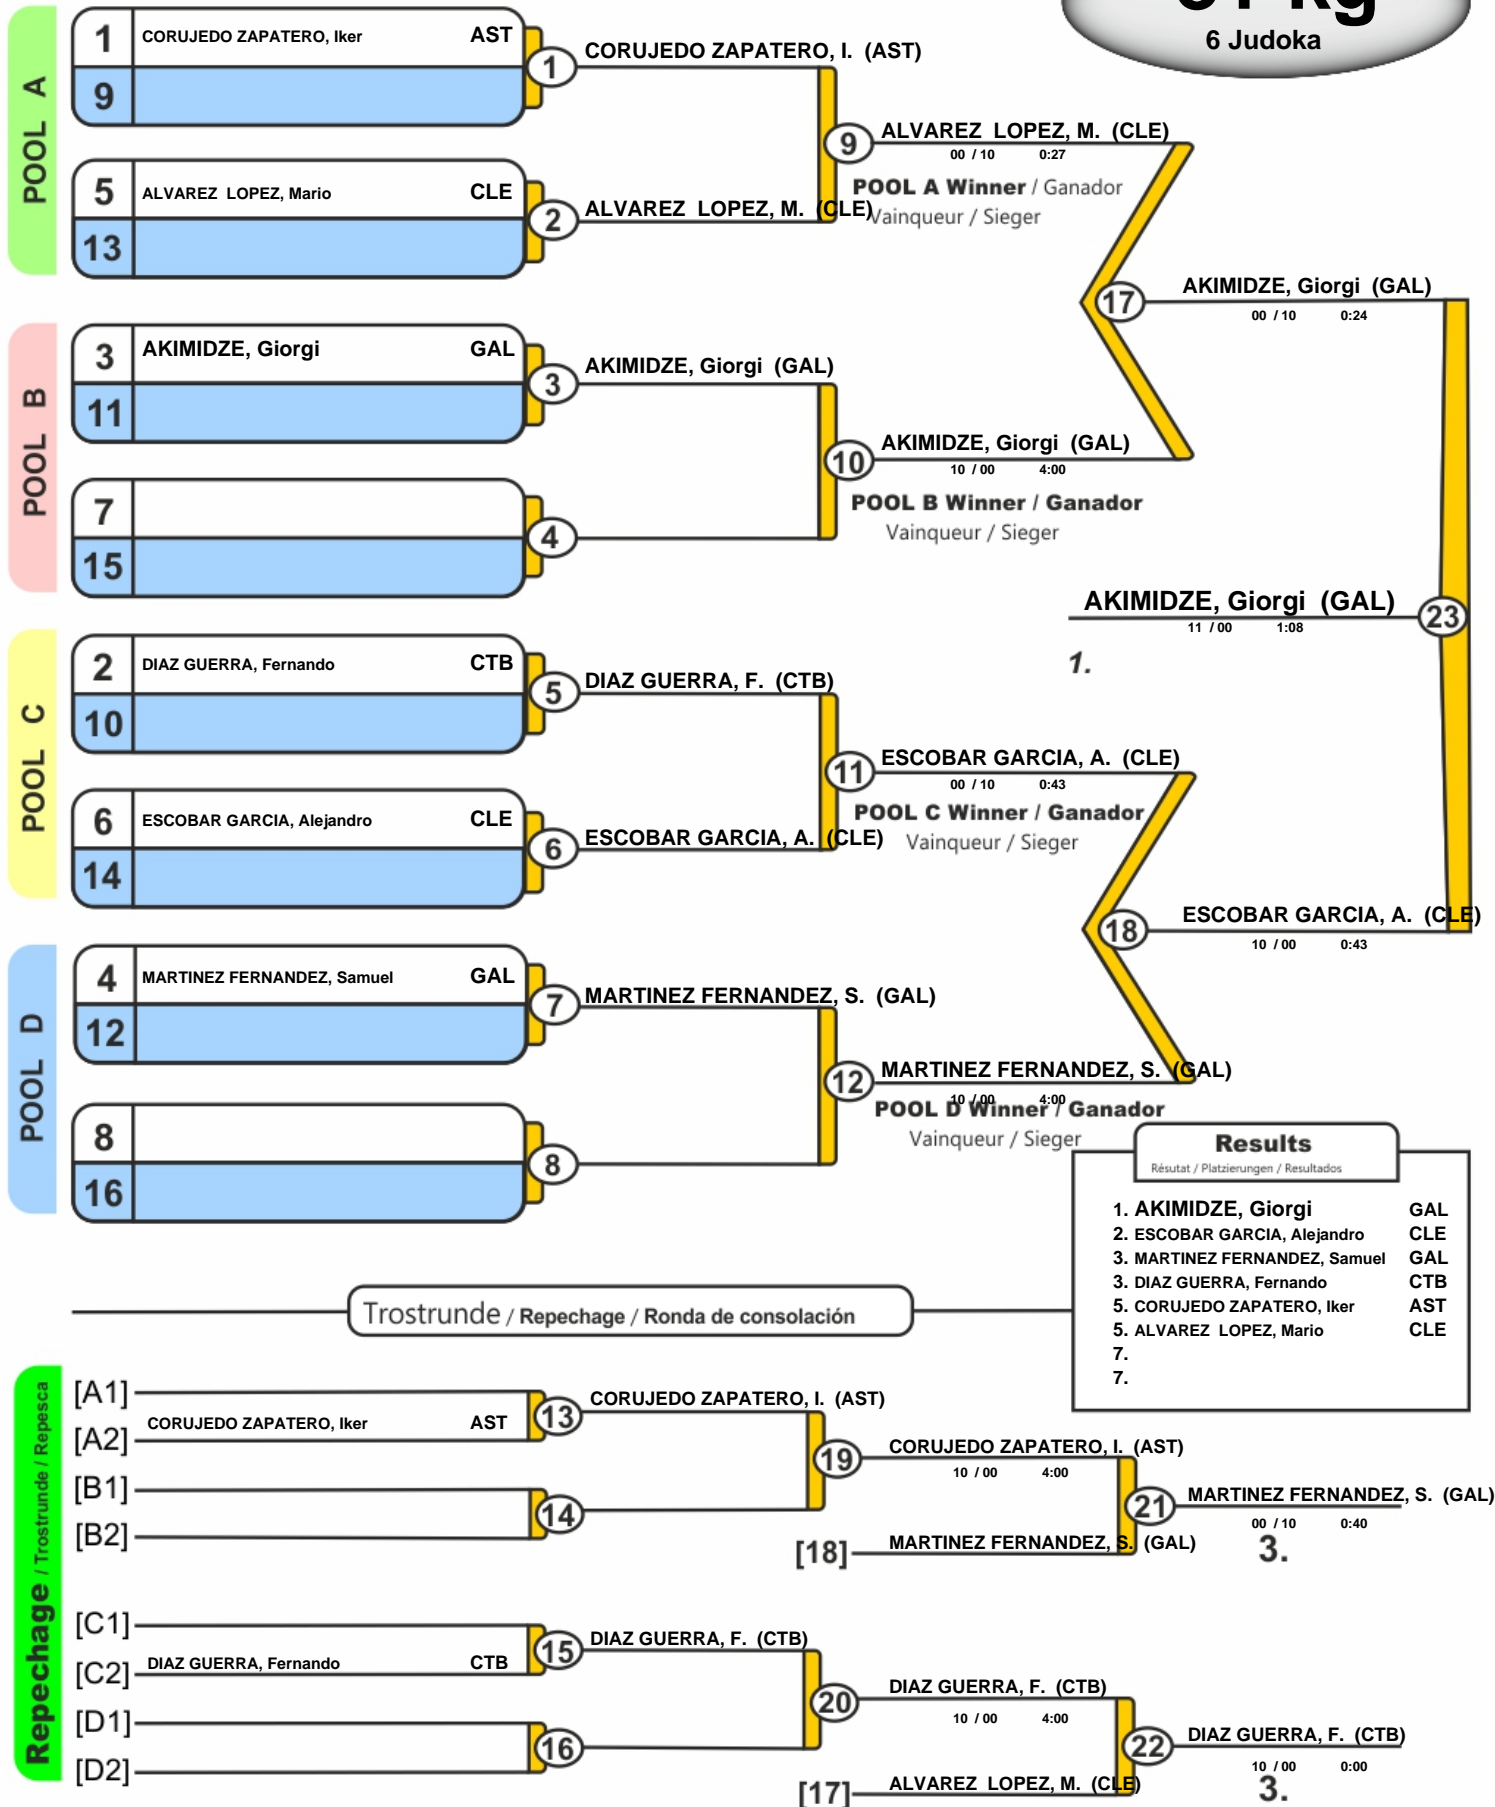 6 Judoka
POOL A
1 CORUJEDO ZAPATERO, Iker AST
9
1 CORUJEDO ZAPATERO, I. (AST)
5 ALVAREZ LOPEZ, Mario CLE
13
2 ALVAREZ LOPEZ, M. (CLE)
9 ALVAREZ LOPEZ, M. (CLE)
00 / 10 0:27
POOL A Winner / Ganador
Vainqueur / Sieger
17 AKIMIDZE, Giorgi (GAL)
00 / 10 0:24
POOL B
3 AKIMIDZE, Giorgi GAL
11
3 AKIMIDZE, Giorgi (GAL)
7
15
4
10 AKIMIDZE, Giorgi (GAL)
10 / 00 4:00
POOL B Winner / Ganador
Vainqueur / Sieger
AKIMIDZE, Giorgi (GAL) 23
11 / 00 1:08
1.
POOL C
2 DIAZ GUERRA, Fernando CTB
10
5 DIAZ GUERRA, F. (CTB)
6 ESCOBAR GARCIA, Alejandro CLE
14
6 ESCOBAR GARCIA, A. (CLE)
11 ESCOBAR GARCIA, A. (CLE)
00 / 10 0:43
POOL C Winner / Ganador
Vainqueur / Sieger
18 ESCOBAR GARCIA, A. (CLE)
10 / 00 0:43
POOL D
4 MARTINEZ FERNANDEZ, Samuel GAL
12
7 MARTINEZ FERNANDEZ, S. (GAL)
8
16
8
12 MARTINEZ FERNANDEZ, S. (GAL)
10 / 00 4:00
POOL D Winner / Ganador
Vainqueur / Sieger
Results
Résutat / Platzierungen / Resultados
1. AKIMIDZE, Giorgi GAL
2. ESCOBAR GARCIA, Alejandro CLE
3. MARTINEZ FERNANDEZ, Samuel GAL
3. DIAZ GUERRA, Fernando CTB
5. CORUJEDO ZAPATERO, Iker AST
5. ALVAREZ LOPEZ, Mario CLE
7.
7.
Trostrunde / Repechage / Ronda de consolación
Repechage / Trostrunde / Repesca
[A1]
[A2] CORUJEDO ZAPATERO, Iker AST
13 CORUJEDO ZAPATERO, I. (AST)
[B1]
[B2]
14
19 CORUJEDO ZAPATERO, I. (AST)
10 / 00 4:00
[18] MARTINEZ FERNANDEZ, S. (GAL)
21 MARTINEZ FERNANDEZ, S. (GAL)
00 / 10 0:40
3.
[C1]
[C2] DIAZ GUERRA, Fernando CTB
15 DIAZ GUERRA, F. (CTB)
[D1]
[D2]
16
20 DIAZ GUERRA, F. (CTB)
10 / 00 4:00
[17] ALVAREZ LOPEZ, M. (CLE)
22 DIAZ GUERRA, F. (CTB)
10 / 00 0:00
3.